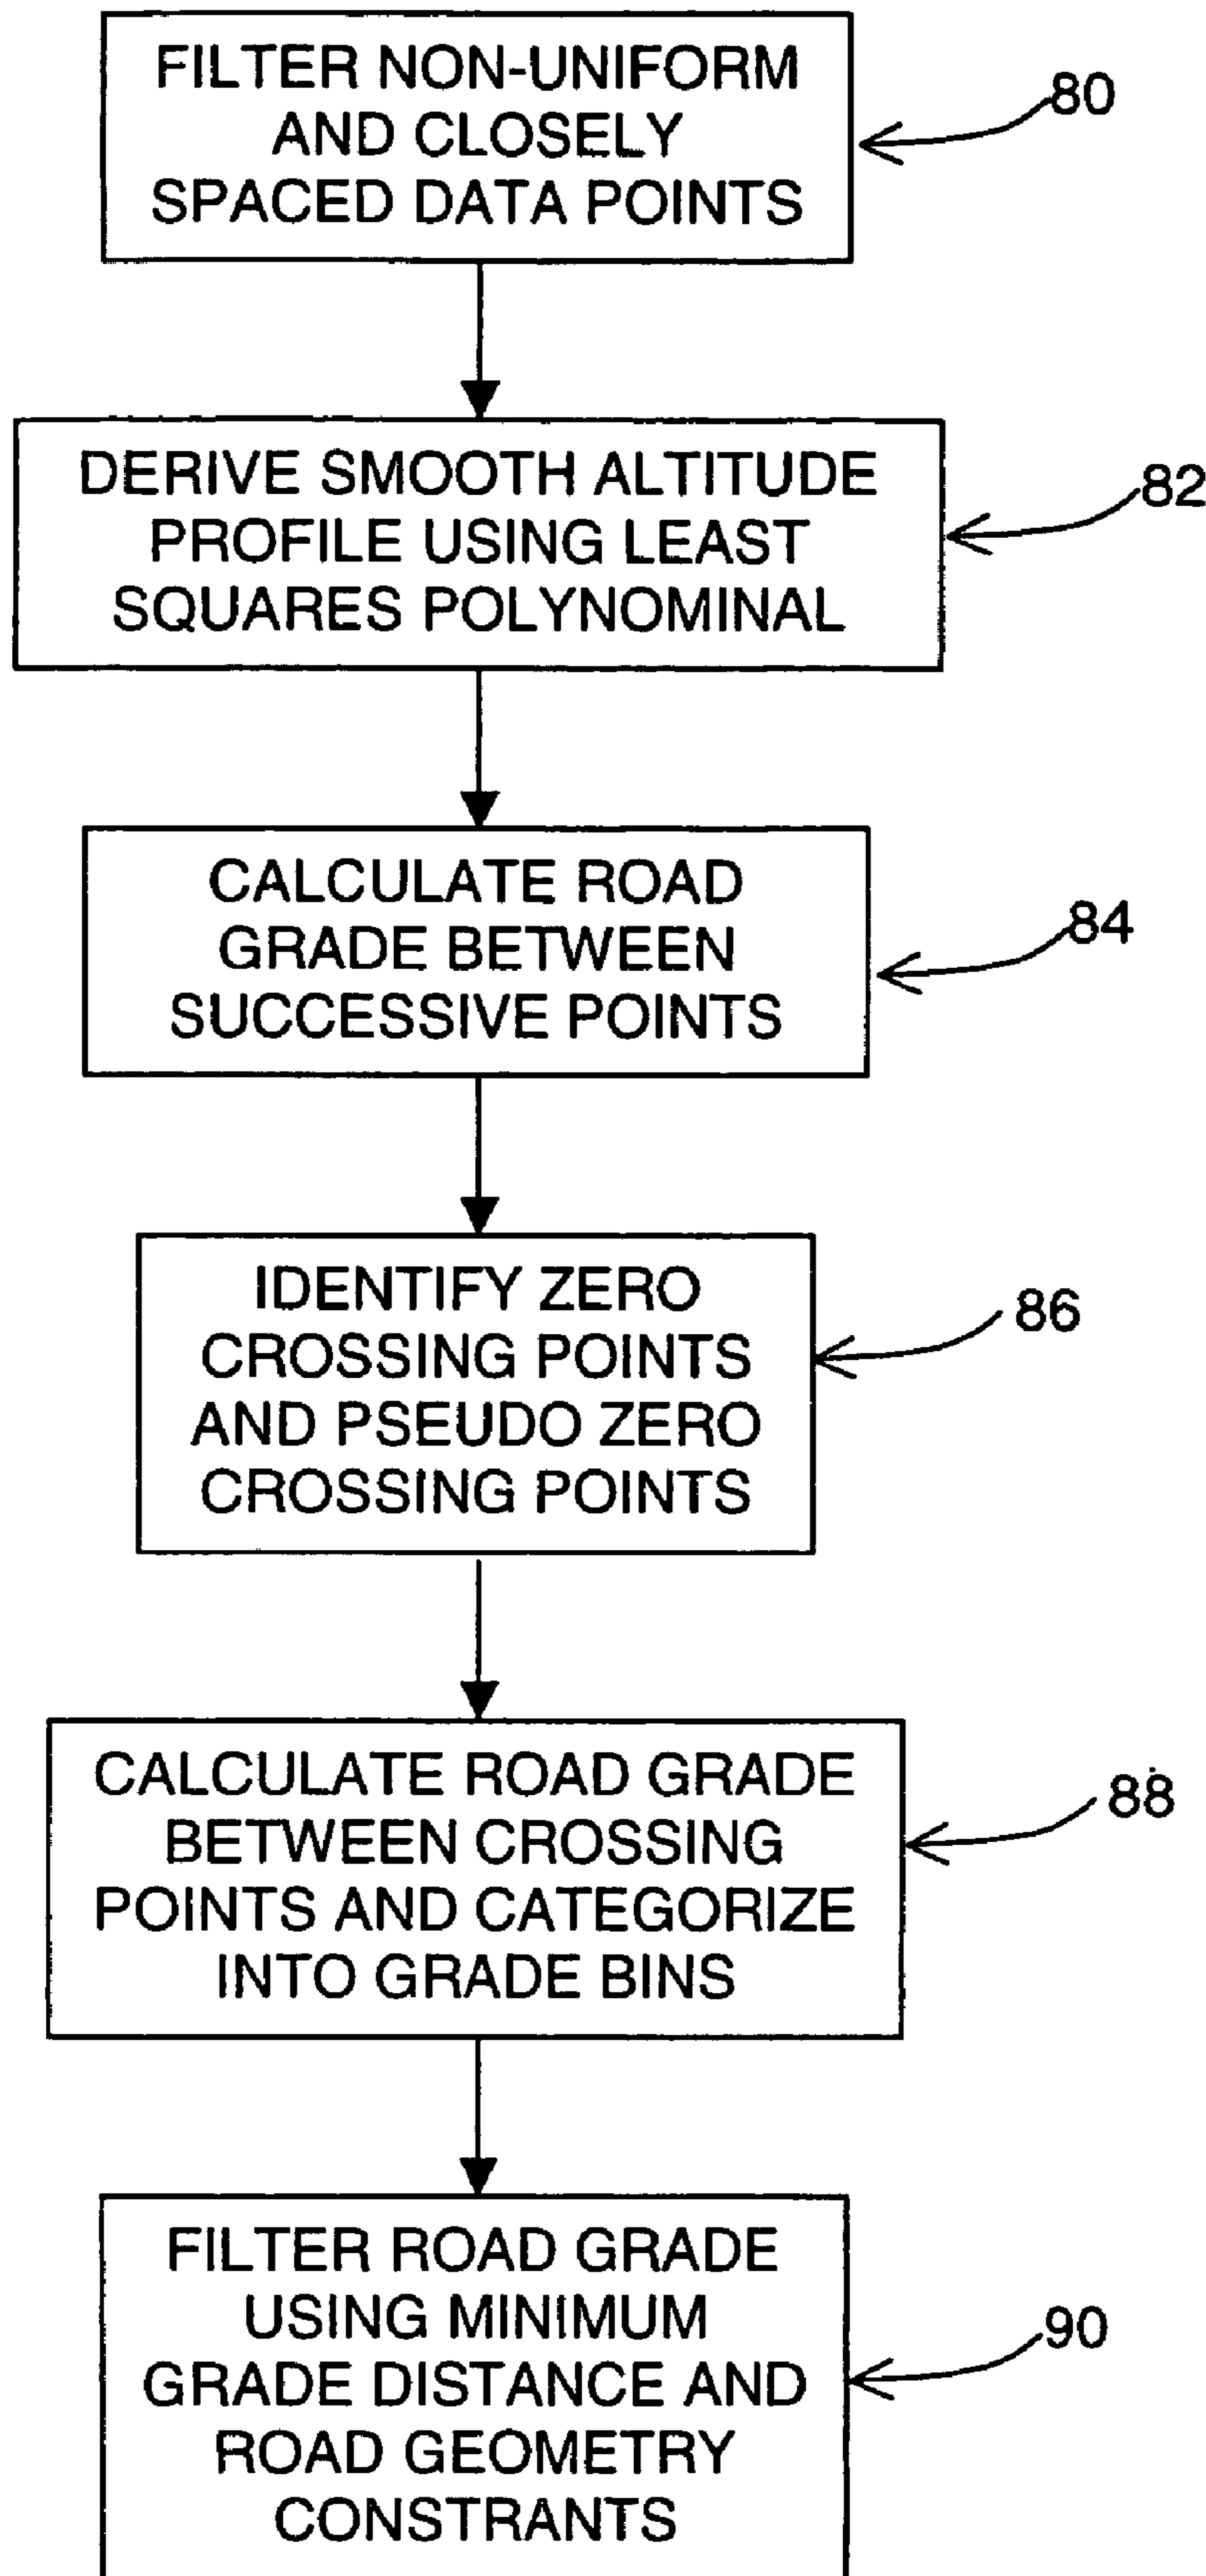 FILTER NON-UNIFORM
AND CLOSELY
SPACED DATA POINTS
80
DERIVE SMOOTH ALTITUDE
PROFILE USING LEAST
SQUARES POLYNOMINAL
82
CALCULATE ROAD
GRADE BETWEEN
SUCCESSIVE POINTS
84
IDENTIFY ZERO
CROSSING POINTS
AND PSEUDO ZERO
CROSSING POINTS
86
CALCULATE ROAD GRADE
BETWEEN CROSSING
POINTS AND CATEGORIZE
INTO GRADE BINS
88
FILTER ROAD GRADE
USING MINIMUM
GRADE DISTANCE AND
ROAD GEOMETRY
CONSTRANTS
90